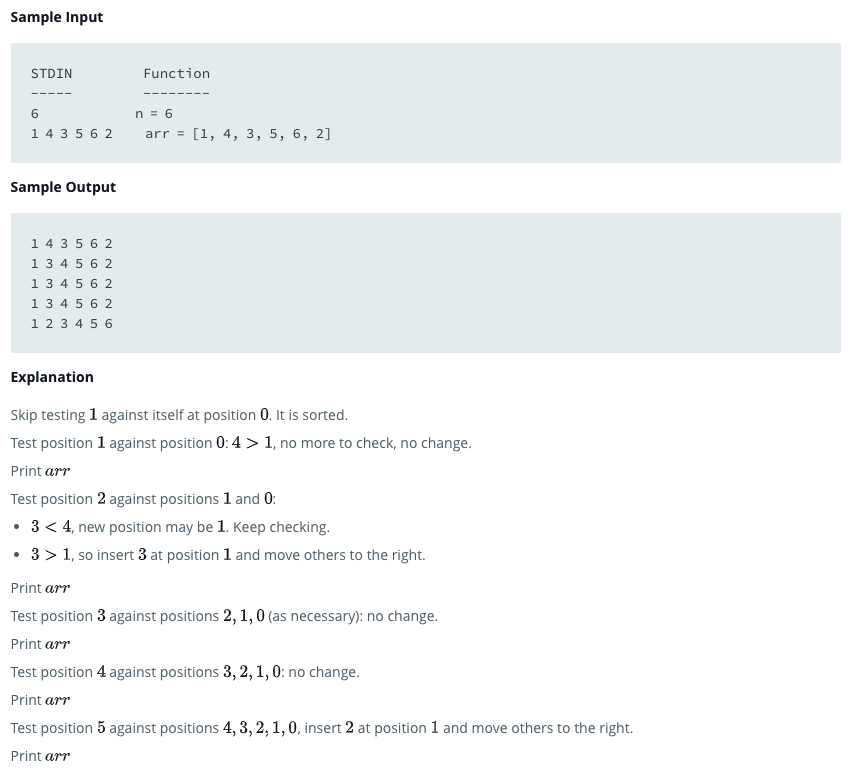 Sample Input
STDIN Function
----- --------
6 n = 6
1 4 3 5 6 2 arr = [1, 4, 3, 5, 6, 2]
Sample Output
1 4 3 5 6 2
1 3 4 5 6 2
1 3 4 5 6 2
1 3 4 5 6 2
1 2 3 4 5 6
Explanation
Skip testing 1 against itself at position 0. It is sorted.
Test position 1 against position 0: 4 > 1, no more to check, no change.
Print arr
Test position 2 against positions 1 and 0:
• 3 < 4, new position may be 1. Keep checking.
• 3 > 1, so insert 3 at position 1 and move others to the right.
Print arr
Test position 3 against positions 2, 1, 0 (as necessary): no change.
Print arr
Test position 4 against positions 3, 2, 1, 0: no change.
Print arr
Test position 5 against positions 4, 3, 2, 1, 0, insert 2 at position 1 and move others to the right.
Print arr